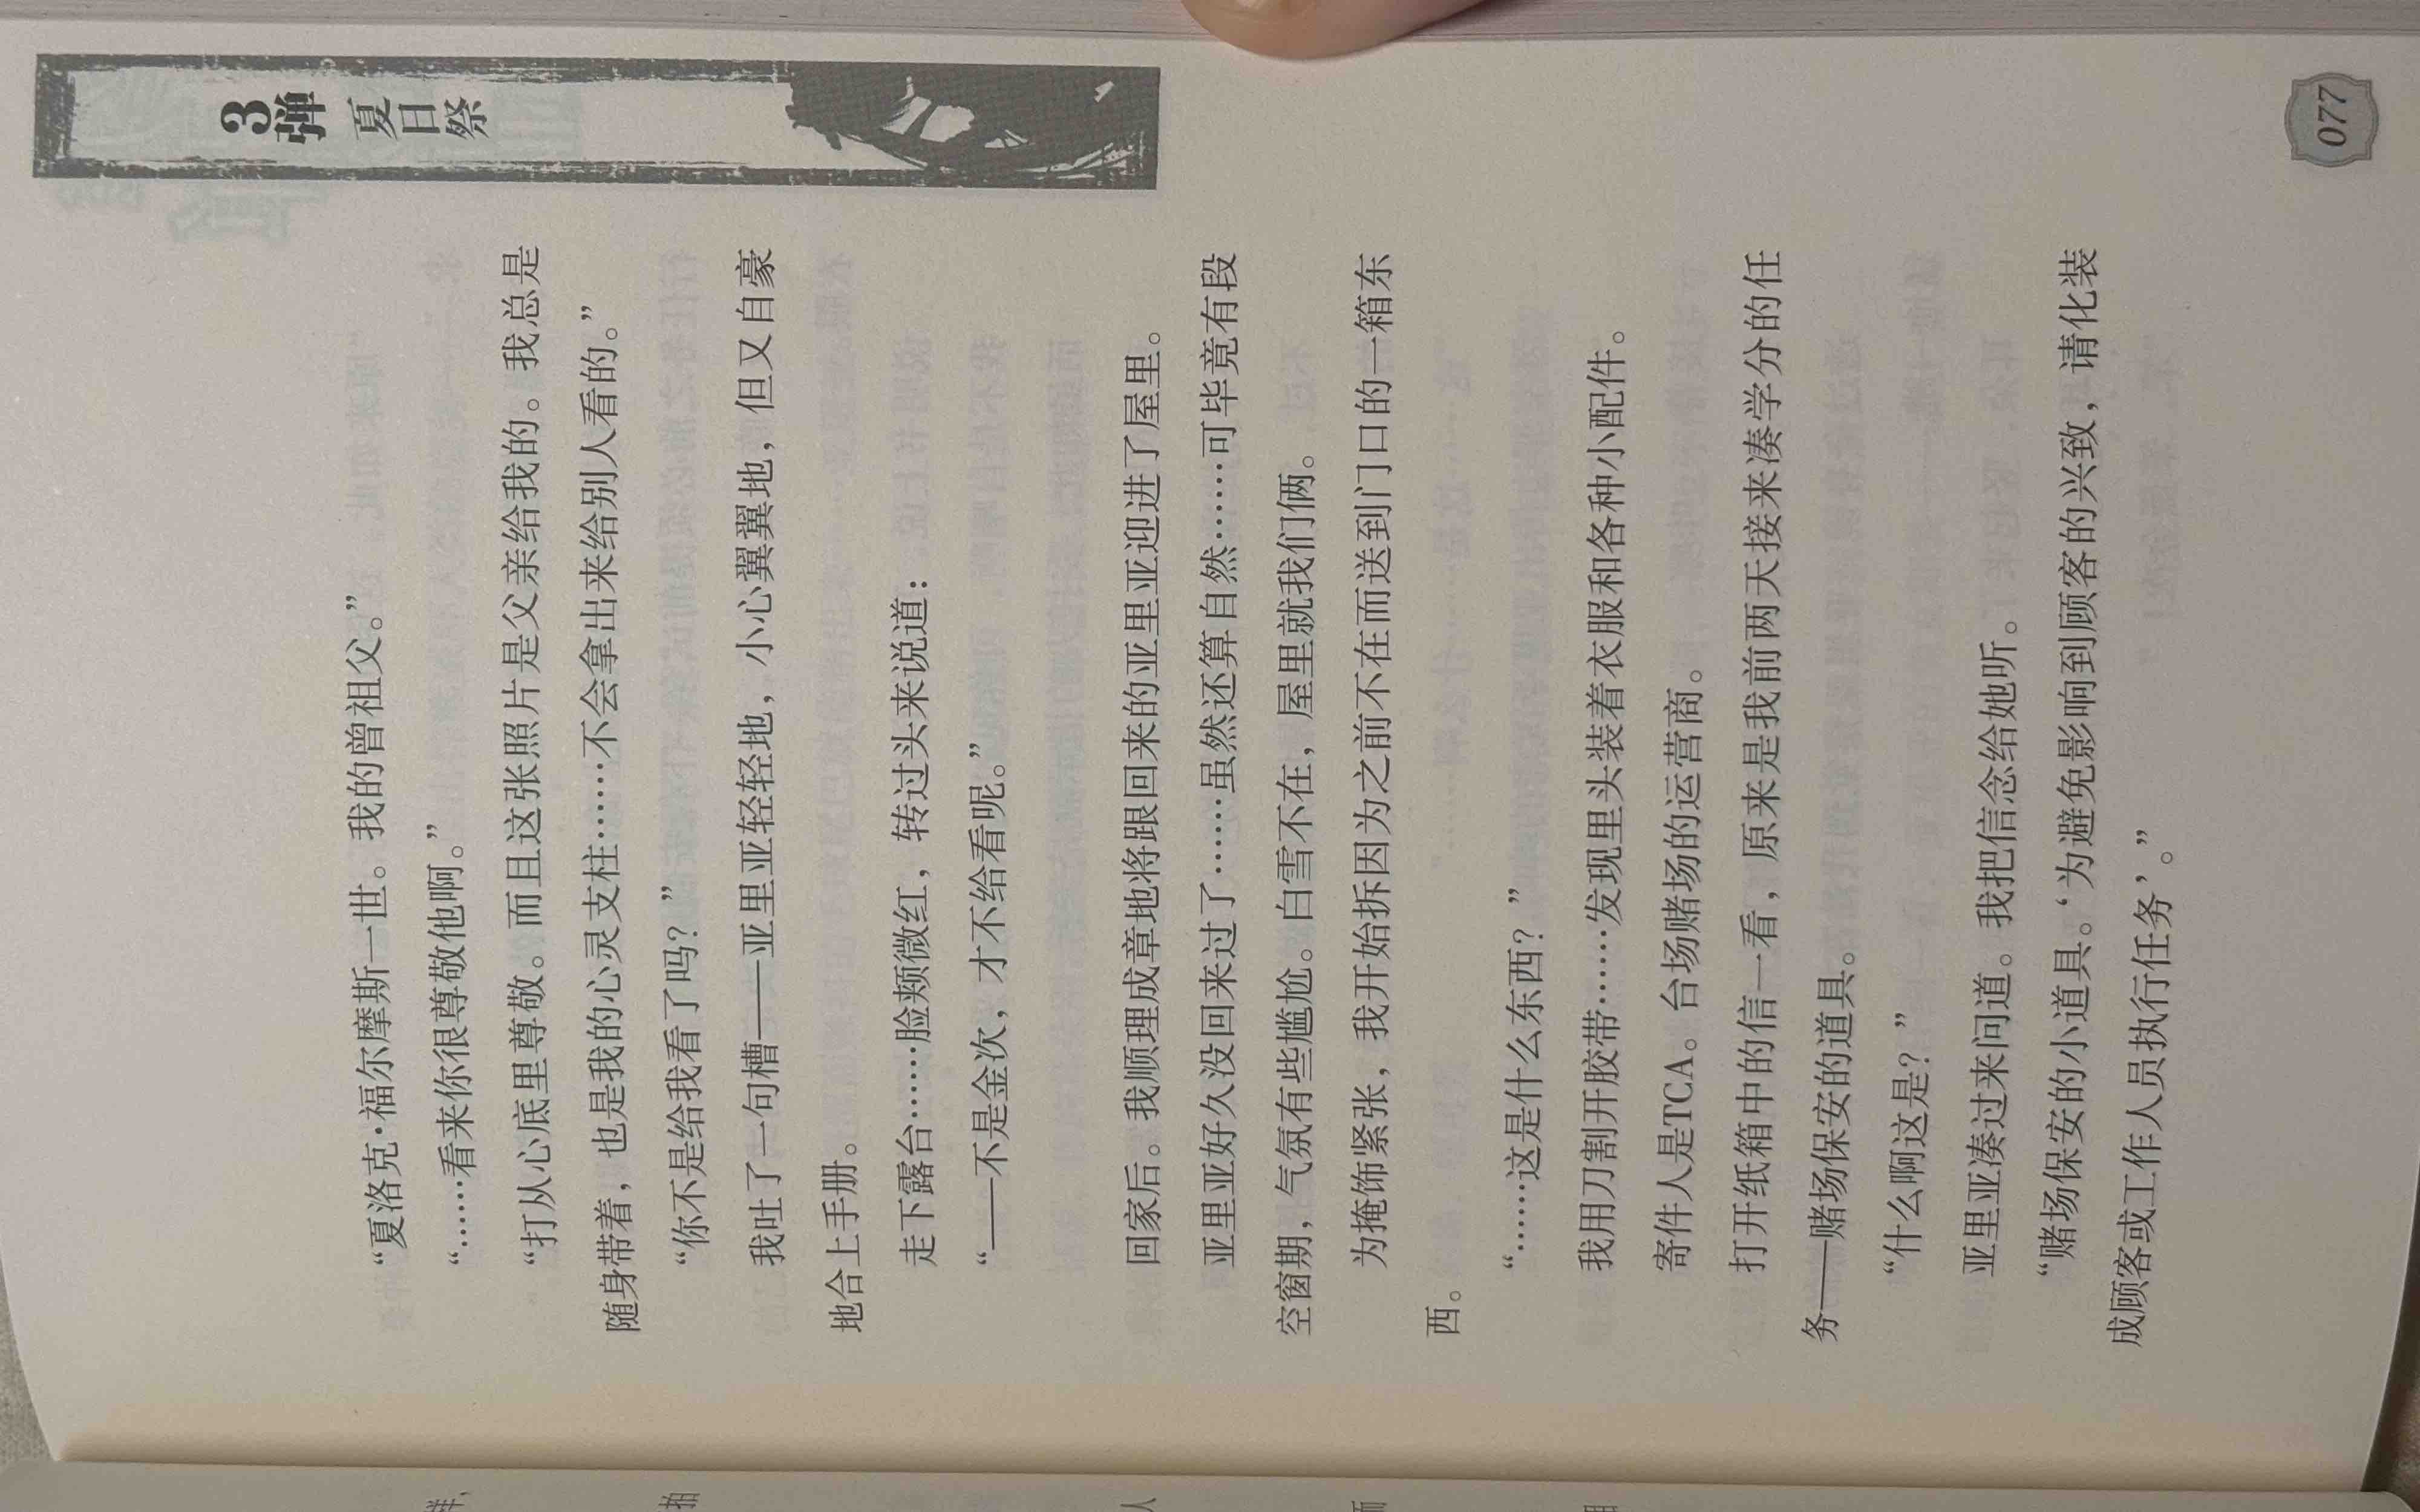 3弹 夏日祭
“夏洛克·福尔摩斯一世。我的曾祖父。”
“……看来你很尊敬他啊。”
“打从心底里尊敬。而且这张照片是父亲给我的。我总是
随身带着，也是我的心灵支柱……不会拿出来给别人看的。”
“你不是给我看了吗？”
我吐了一句槽——亚里亚轻轻地，小心翼翼地，但又自豪
地合上手册。
走下露台……脸颊微红，转过头来说道：
“——不是金次，才不给看呢。”
回家后。我顺理成章地将跟回来的亚里亚迎进了屋里。
亚里亚好久没回来过了……虽然还算自然……可毕竟有段
空窗期，气氛有些尴尬。白雪不在，屋里就我们俩。
为掩饰紧张，我开始拆因为之前不在而送到门口的一箱东
西。
“……这是什么东西？”
我用刀割开胶带……发现里头装着衣服和各种小配件。
寄件人是TCA。台场赌场的运营商。
打开纸箱中的信一看，原来是我前两天接来凑学分的任
务——赌场保安的道具。
“什么啊这是？”
亚里亚凑过来问道。我把信念给她听。
“赌场保安的小道具。‘为避免影响到顾客的兴致，请化装
成顾客或工作人员执行任务’。”
077